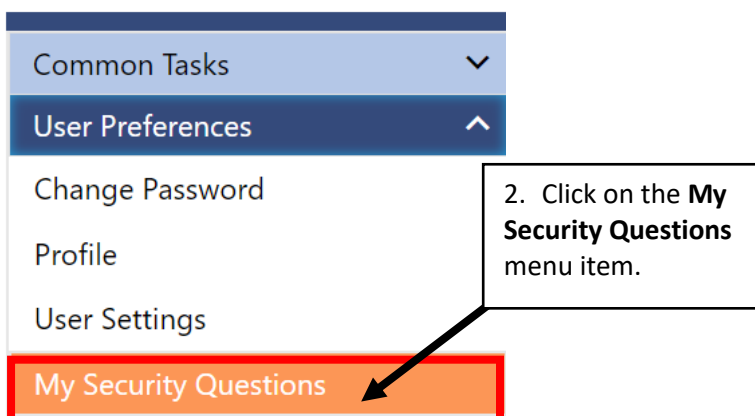 Common Tasks
User Preferences
Change Password
Profile
User Settings
My Security Questions
2. Click on the My
Security Questions
menu item.